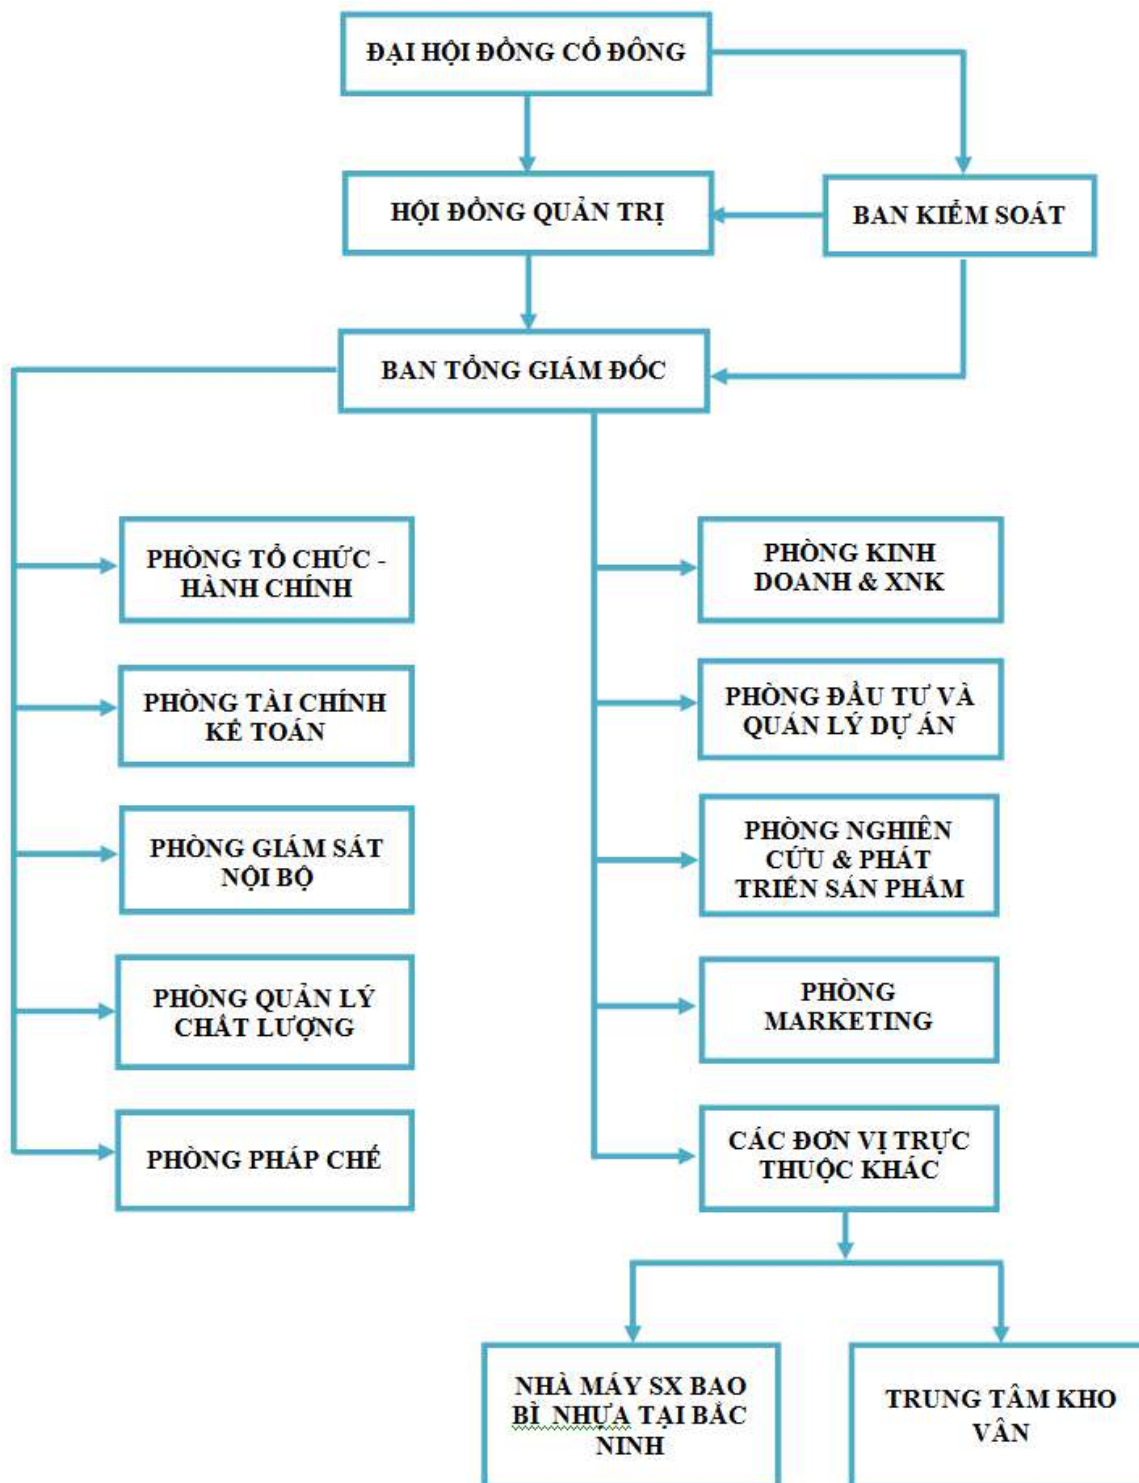 ĐẠI HỘI ĐỒNG CỔ ĐÔNG
HỘI ĐỒNG QUẢN TRỊ
BAN KIỂM SOÁT
BAN TỔNG GIÁM ĐỐC
PHÒNG TỔ CHỨC -
HÀNH CHÍNH
PHÒNG TÀI CHÍNH
KẾ TOÁN
PHÒNG GIÁM SÁT
NỘI BỘ
PHÒNG QUẢN LÝ
CHẤT LƯỢNG
PHÒNG PHÁP CHẾ
PHÒNG KINH
DOANH & XNK
PHÒNG ĐẦU TƯ VÀ
QUẢN LÝ DỰ ÁN
PHÒNG NGHIÊN
CỨU & PHÁT
TRIỂN SẢN PHẨM
PHÒNG
MARKETING
CÁC ĐƠN VỊ TRỰC
THUỘC KHÁC
NHÀ MÁY SX BAO
BÌ NHỰA TẠI BẮC
NINH
TRUNG TÂM KHO
VẬN